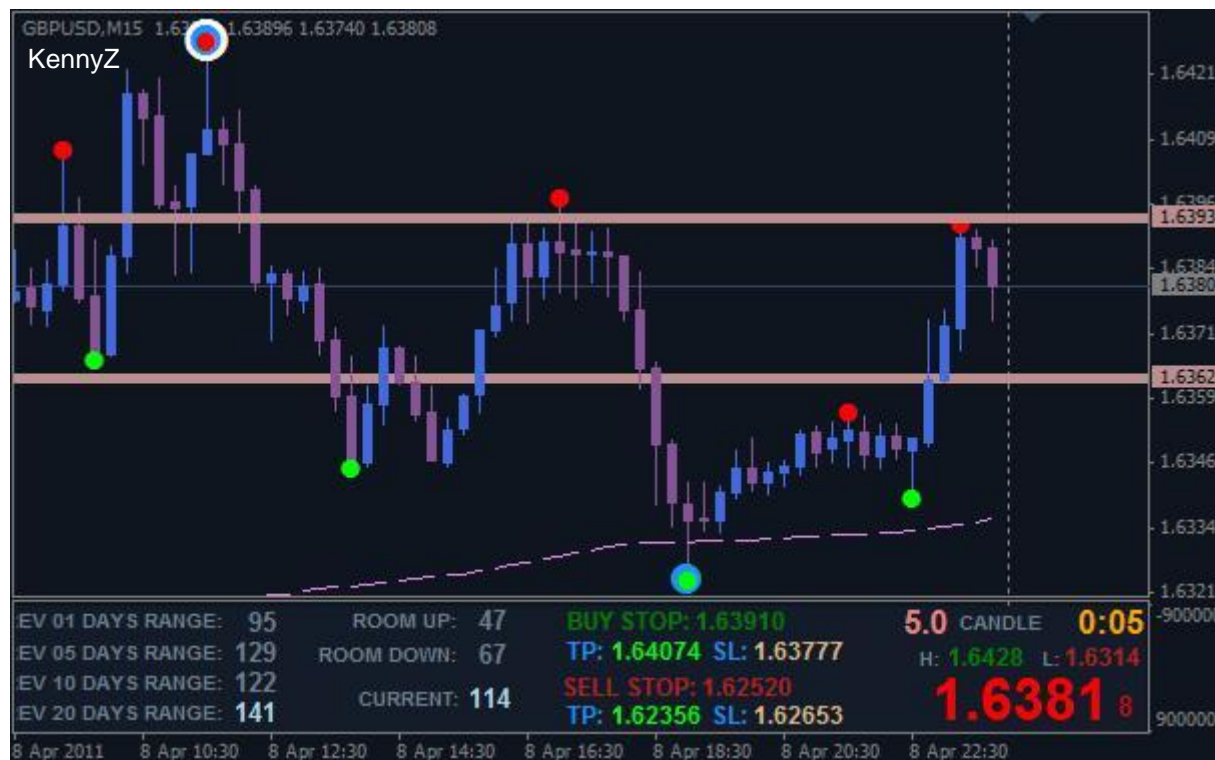 GBPUSD,M15 1.63896 1.63740 1.63808
KennyZ
1.6421
1.6409
1.6396
1.6393
1.6384
1.6380
1.6371
1.6362
1.6359
1.6346
1.6334
1.6321
EV 01 DAYS RANGE: 95
EV 05 DAYS RANGE: 129
EV 10 DAYS RANGE: 122
EV 20 DAYS RANGE: 141
ROOM UP: 47
ROOM DOWN: 67
CURRENT: 114
BUY STOP: 1.63910
TP: 1.64074 SL: 1.63777
SELL STOP: 1.62520
TP: 1.62356 SL: 1.62653
5.0 CANDLE 0:05
H: 1.6428 L: 1.6314
1.6381 8
-900000
900000
8 Apr 2011 8 Apr 10:30 8 Apr 12:30 8 Apr 14:30 8 Apr 16:30 8 Apr 18:30 8 Apr 20:30 8 Apr 22:30